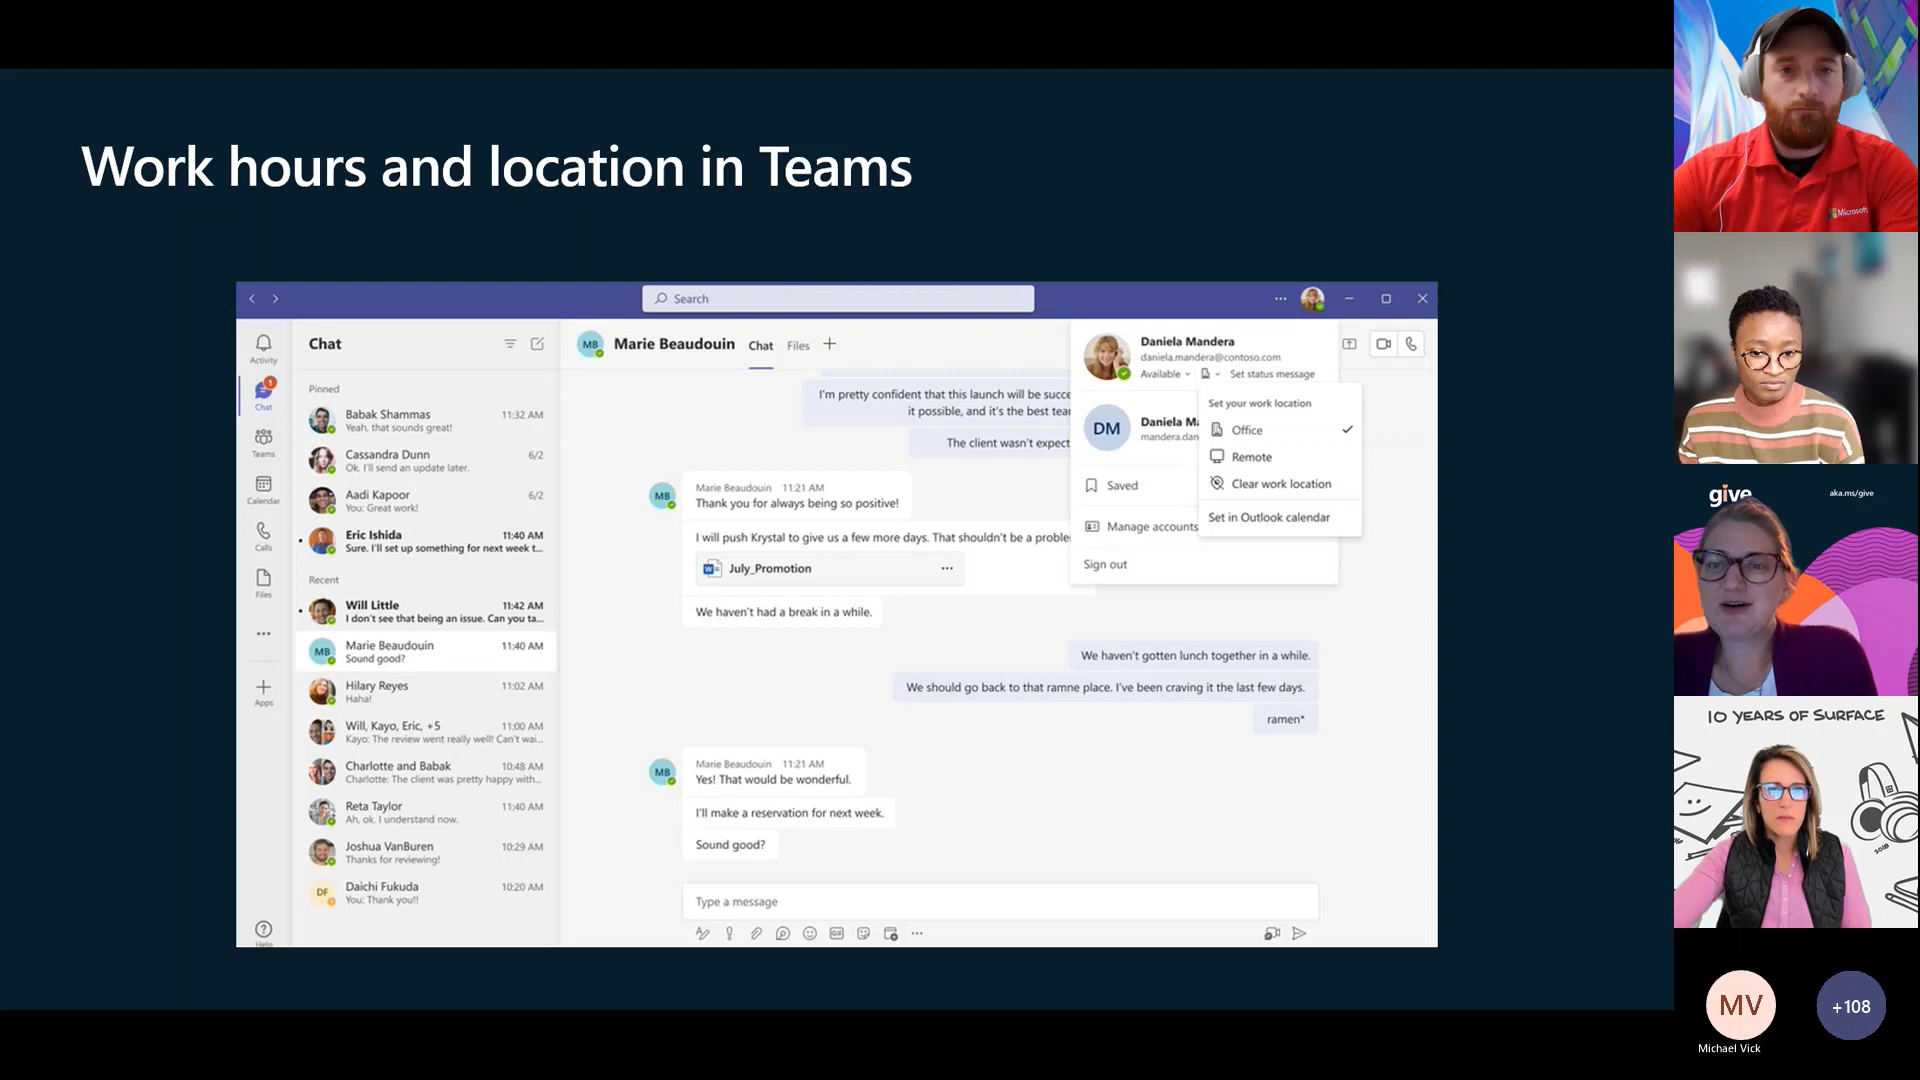 Work hours and location in Teams
Search
Activity
Chat
Teams
Calendar
Calls
Files
Apps
Help
1
Chat
Pinned
Babak Shammas 11:32 AM
Yeah, that sounds great!
Cassandra Dunn 6/2
Ok. I'll send an update later.
Aadi Kapoor 6/2
You: Great work!
Eric Ishida 11:40 AM
Sure. I'll set up something for next week t...
Recent
Will Little 11:42 AM
I don't see that being an issue. Can you ta...
MB
Marie Beaudouin 11:40 AM
Sound good?
Hilary Reyes 11:02 AM
Haha!
Will, Kayo, Eric, +5 11:00 AM
Kayo: The review went really well! Can't wai...
Charlotte and Babak 10:48 AM
Charlotte: The client was pretty happy with...
Reta Taylor 11:40 AM
Ah, ok. I understand now.
Joshua VanBuren 10:29 AM
Thanks for reviewing!
DF
Daichi Fukuda 10:20 AM
You: Thank you!!
MB Marie Beaudouin Chat Files
I'm pretty confident that this launch will be succe
it possible, and it's the best tear
The client wasn't expect
MB
Marie Beaudouin 11:21 AM
Thank you for always being so positive!
I will push Krystal to give us a few more days. That shouldn't be a proble
July_Promotion
We haven't had a break in a while.
We haven't gotten lunch together in a while.
We should go back to that ramne place. I've been craving it the last few days.
ramen*
MB
Marie Beaudouin 11:21 AM
Yes! That would be wonderful.
I'll make a reservation for next week.
Sound good?
Type a message
GIF
Daniela Mandera
daniela.mandera@contoso.com
Available Set status message
DM
Daniela Ma
mandera.dan
Saved
Manage accounts
Sign out
Set your work location
Office
Remote
Clear work location
Set in Outlook calendar
Microsoft
give
aka.ms/give
10 YEARS OF SURFACE
MV
Michael Vick
+108